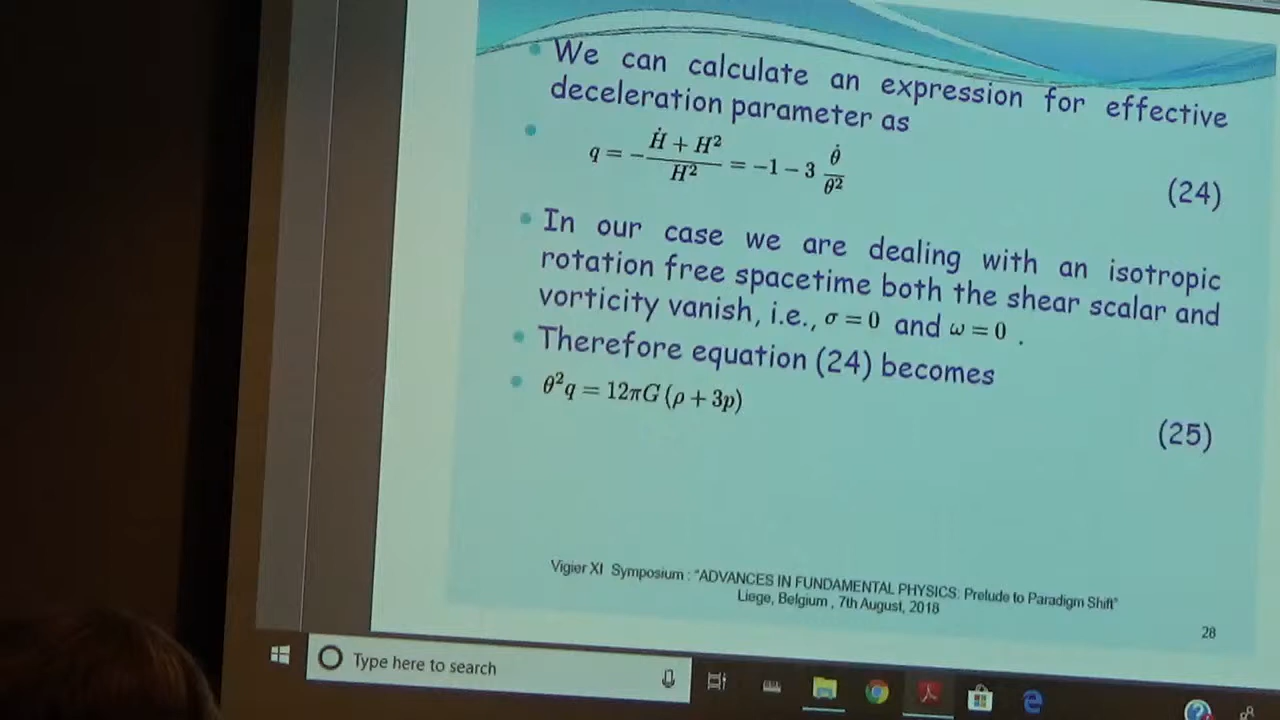 We can calculate an expression for effective
deceleration parameter as
q = −(Ḣ + H²)/H² = −1 − 3 θ̇/θ² (24)
In our case we are dealing with an isotropic
rotation free spacetime both the shear scalar and
vorticity vanish, i.e., σ = 0 and ω = 0 .
Therefore equation (24) becomes
θ²q = 12πG (ρ + 3p)
(25)
Vigier XI Symposium : "ADVANCES IN FUNDAMENTAL PHYSICS: Prelude to Paradigm Shift"
Liege, Belgium , 7th August, 2018
28
Type here to search